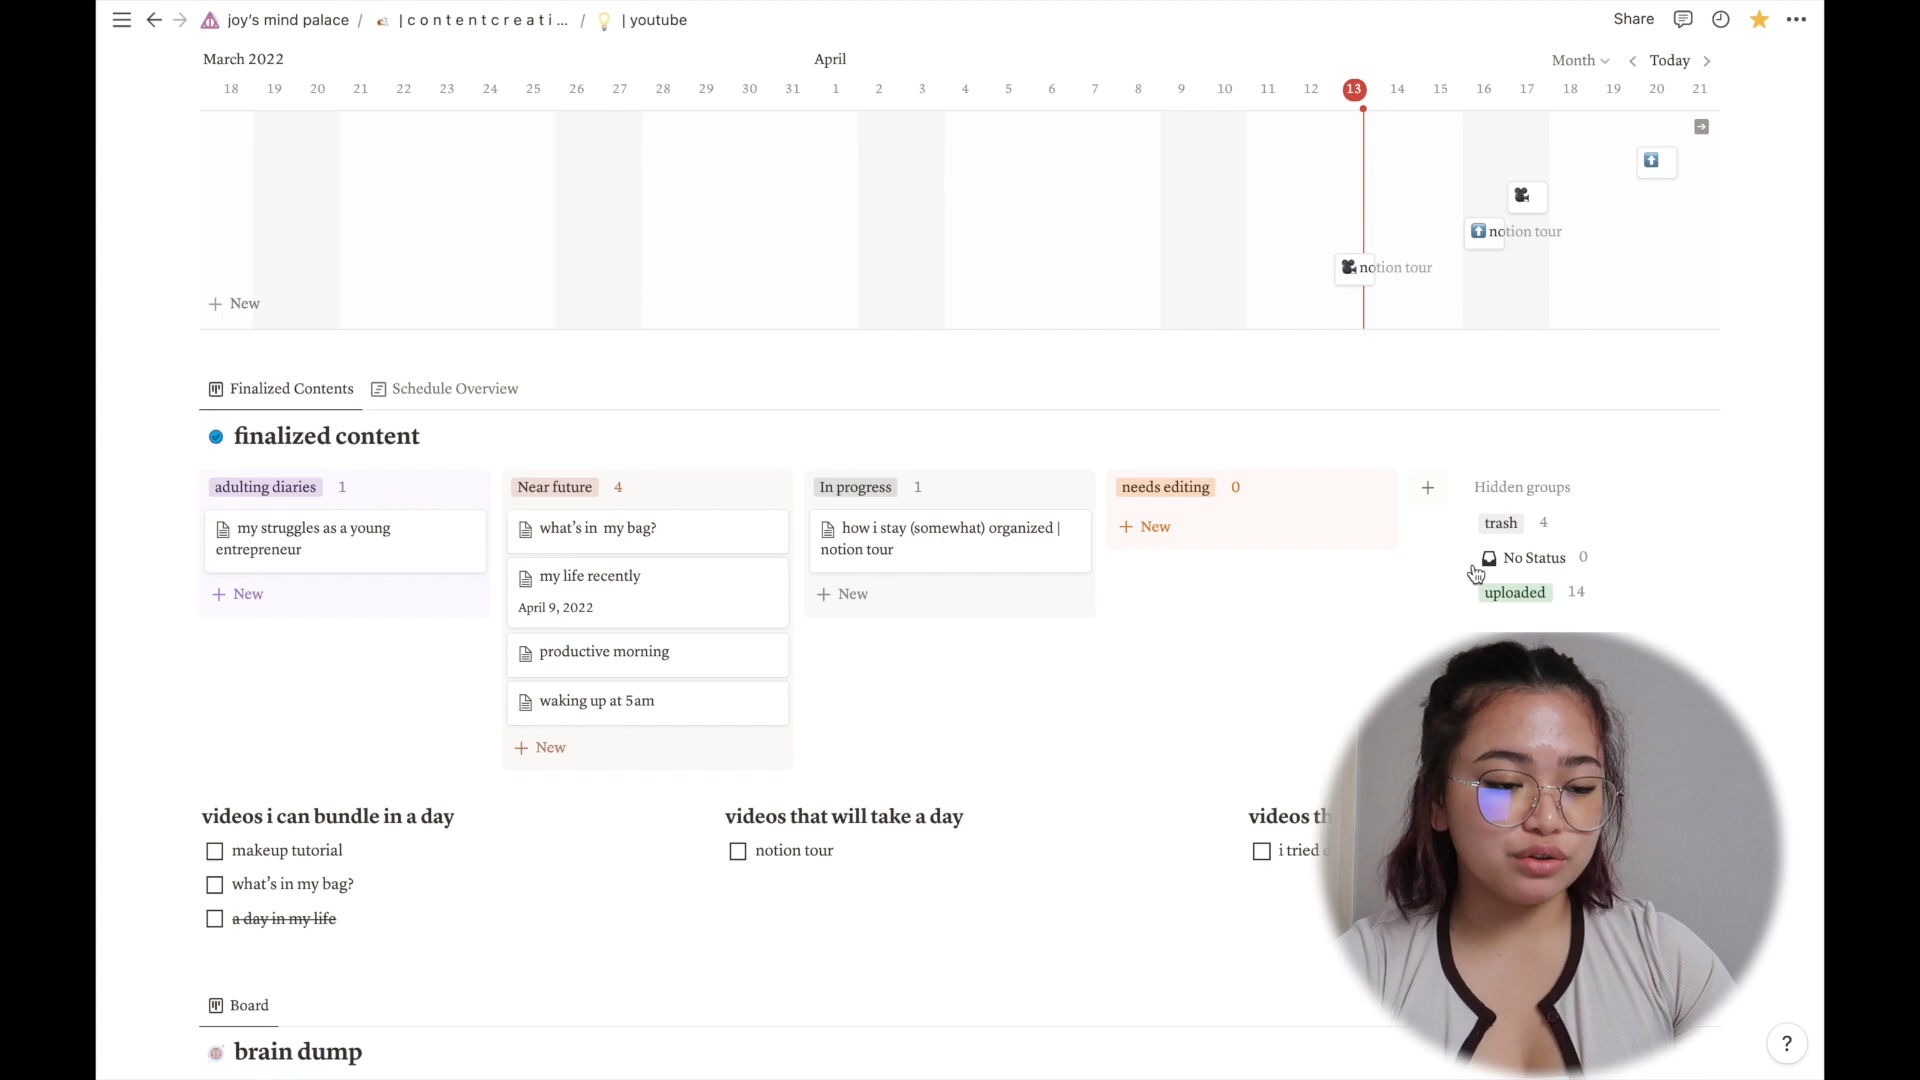 joy's mind palace / | c o n t e n t c r e a t i ... / | youtube
Share
March 2022 April Month Today
18 19 20 21 22 23 24 25 26 27 28 29 30 31 1 2 3 4 5 6 7 8 9 10 11 12 13 14 15 16 17 18 19 20 21
notion tour
notion tour
+ New
Finalized Contents Schedule Overview
finalized content
adulting diaries 1
my struggles as a young
entrepreneur
+ New
Near future 4
what's in my bag?
my life recently
April 9, 2022
productive morning
waking up at 5am
+ New
In progress 1
how i stay (somewhat) organized |
notion tour
+ New
needs editing 0
+ New
+
Hidden groups
trash 4
No Status 0
uploaded 14
videos i can bundle in a day
makeup tutorial
what's in my bag?
a day in my life
videos that will take a day
notion tour
videos th
i tried
Board
brain dump
?